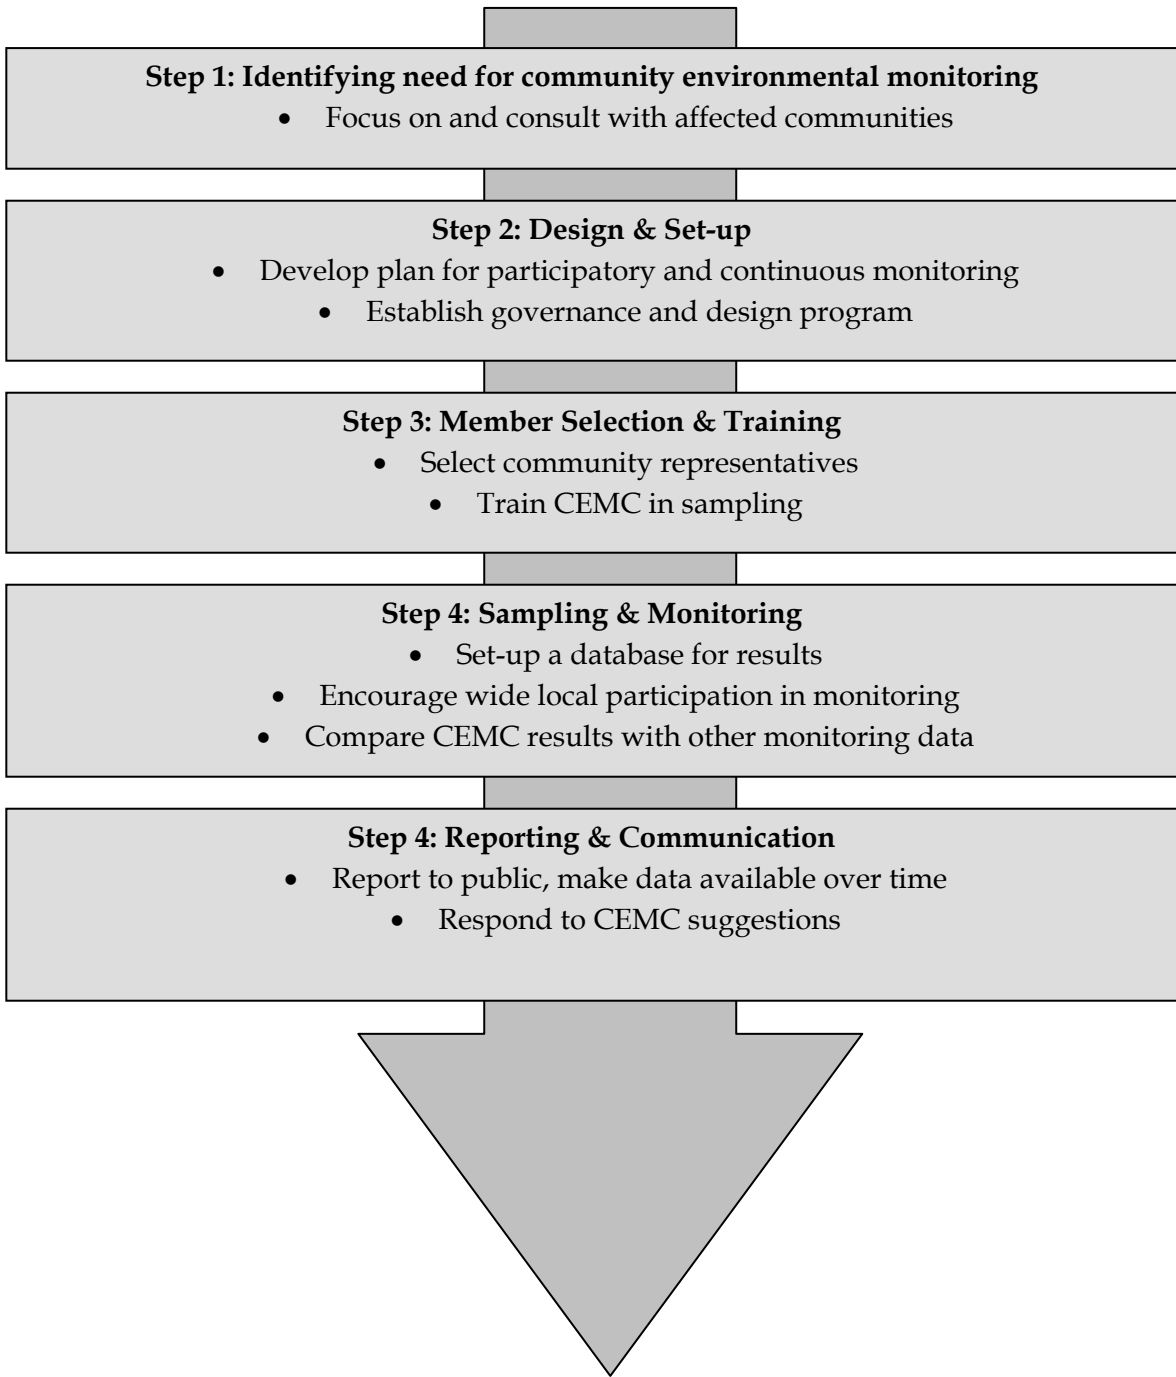 Step 1: Identifying need for community environmental monitoring
• Focus on and consult with affected communities
Step 2: Design & Set-up
• Develop plan for participatory and continuous monitoring
• Establish governance and design program
Step 3: Member Selection & Training
• Select community representatives
• Train CEMC in sampling
Step 4: Sampling & Monitoring
• Set-up a database for results
• Encourage wide local participation in monitoring
• Compare CEMC results with other monitoring data
Step 4: Reporting & Communication
• Report to public, make data available over time
• Respond to CEMC suggestions